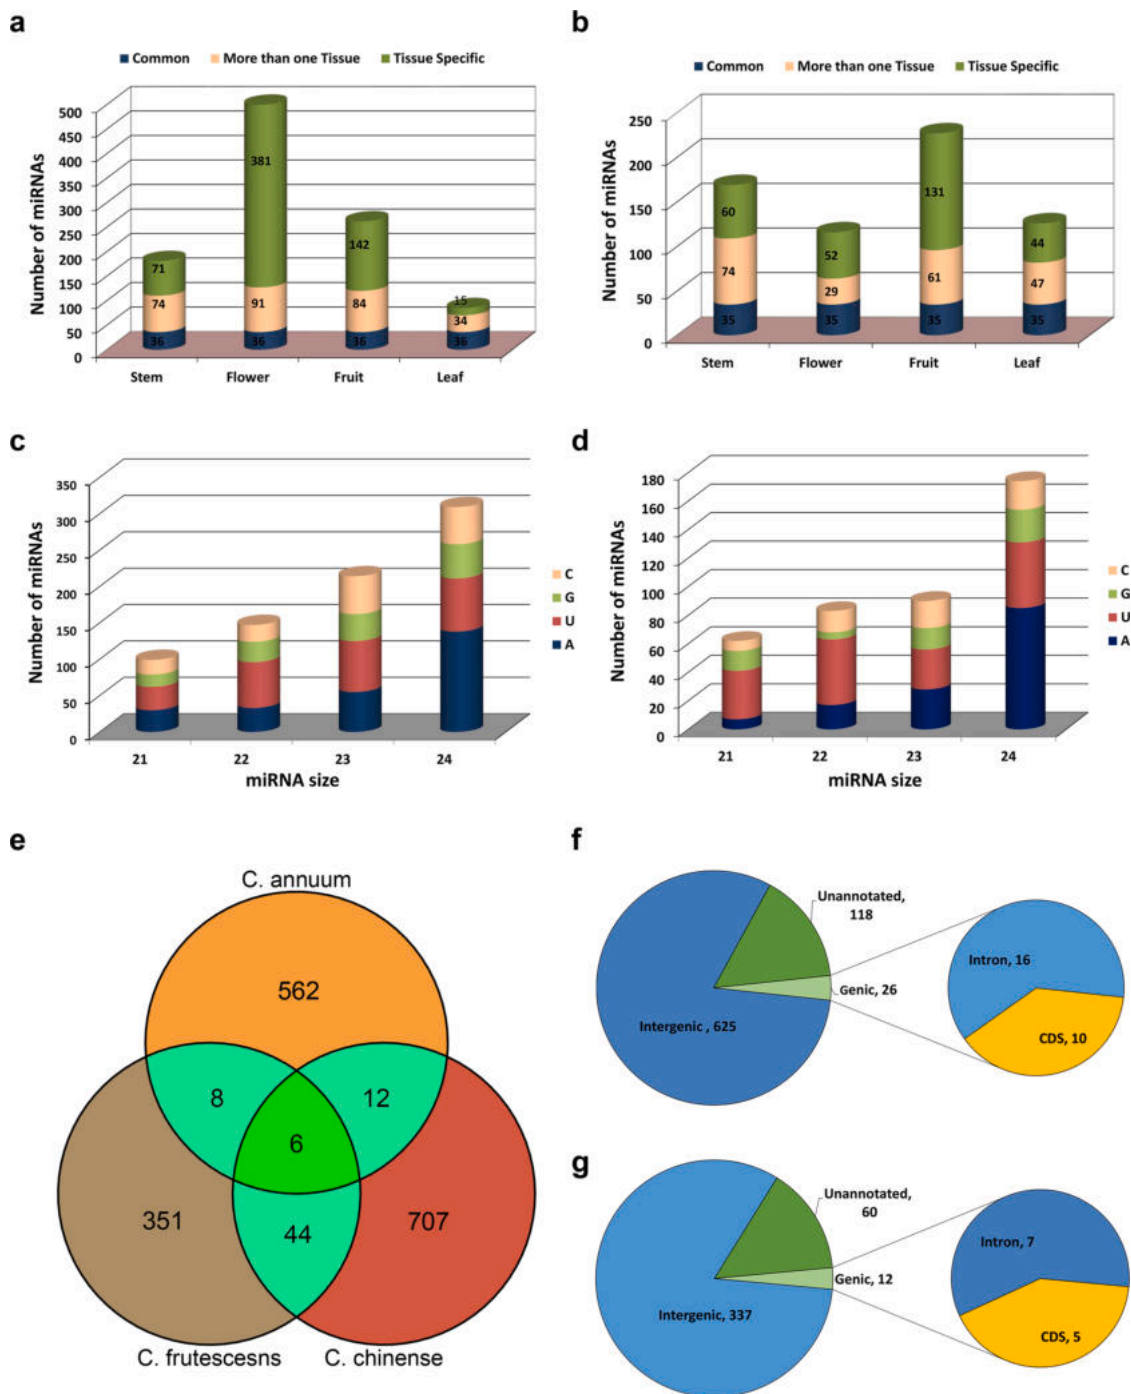 a
Common More than one Tissue Tissue Specific
Number of miRNAs
500
450
400
350
300
250
200
150
100
50
0
71
74
36
381
91
36
142
84
36
15
34
36
Stem Flower Fruit Leaf
b
Common More than one Tissue Tissue Specific
Number of miRNAs
250
200
150
100
50
0
60
74
35
52
29
35
131
61
35
44
47
35
Stem Flower Fruit Leaf
c
Number of miRNAs
350
300
250
200
150
100
50
0
21 22 23 24
miRNA size
C
G
U
A
d
Number of miRNAs
180
160
140
120
100
80
60
40
20
0
21 22 23 24
miRNA size
C
G
U
A
e
C. annuum
562
8
12
6
351
44
707
C. frutescesns
C. chinense
f
Unannotated,
118
Genic, 26
Intergenic , 625
Intron, 16
CDS, 10
g
Unannotated,
60
Genic, 12
Intergenic, 337
Intron, 7
CDS, 5